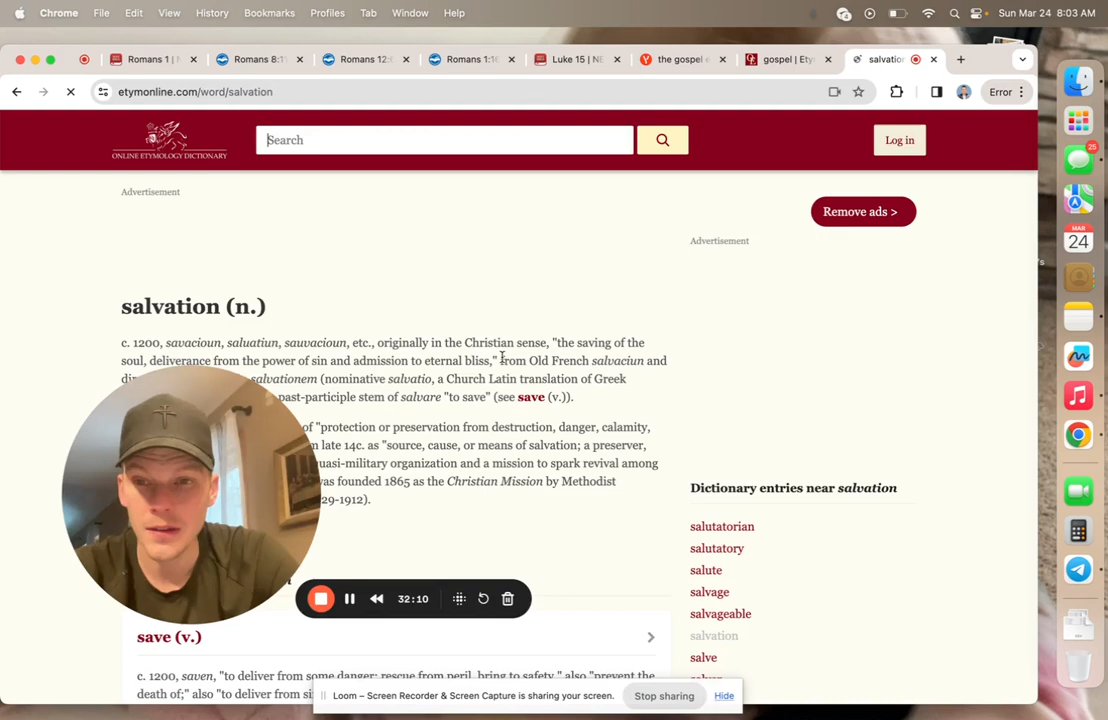 Chrome File Edit View History Bookmarks Profiles Tab Window Help Sun Mar 24 8:03 AM
Romans 1 | Romans 8:1 Romans 12: Romans 1:16 Luke 15 | NE the gospel gospel | Ety salvation
etymonline.com/word/salvation Error
ONLINE ETYMOLOGY DICTIONARY
Search
Log in
Advertisement
Remove ads >
Advertisement
salvation (n.)
c. 1200, savacioun, saluatiun, sauvacioun, etc., originally in the Christian sense, "the saving of the
soul, deliverance from the power of sin and admission to eternal bliss," from Old French salvaciun and
salvationem (nominative salvatio, a Church Latin translation of Greek
past-participle stem of salvare "to save" (see save (v.)).
of "protection or preservation from destruction, danger, calamity,
late 14c. as "source, cause, or means of salvation; a preserver,
quasi-military organization and a mission to spark revival among
was founded 1865 as the Christian Mission by Methodist
29-1912).
Dictionary entries near salvation
salutatorian
salutatory
salute
salvage
salvageable
salvation
salve
32:10
save (v.)
c. 1200, saven, "to deliver from some danger; rescue from peril, bring to safety," also "prevent the
death of;" also "to deliver from
Loom – Screen Recorder & Screen Capture is sharing your screen. Stop sharing Hide
25
MAR
24